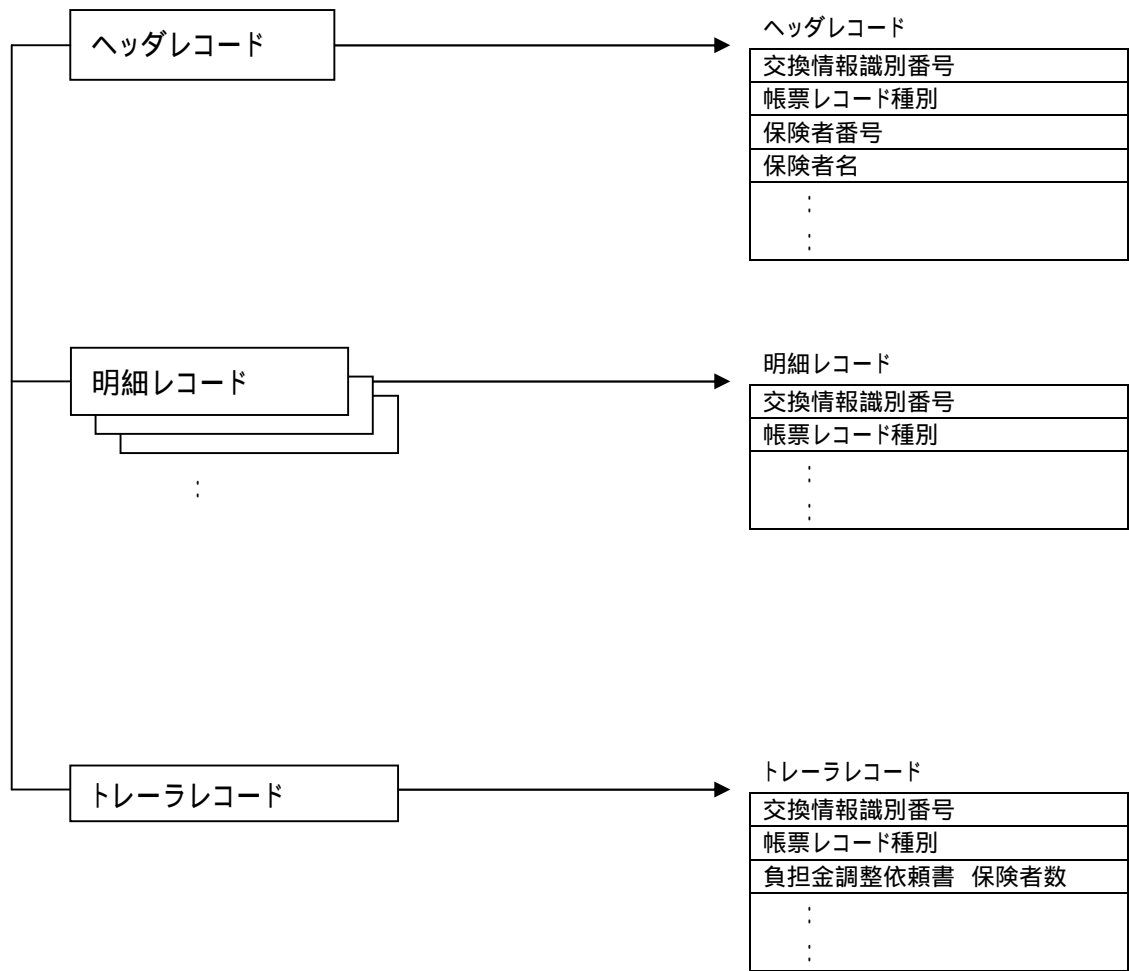 ヘッダレコード
ヘッダレコード
交換情報識別番号
帳票レコード種別
保険者番号
保険者名
:
:
明細レコード
:
明細レコード
交換情報識別番号
帳票レコード種別
:
:
トレーラレコード
トレーラレコード
交換情報識別番号
帳票レコード種別
負担金調整依頼書 保険者数
:
: